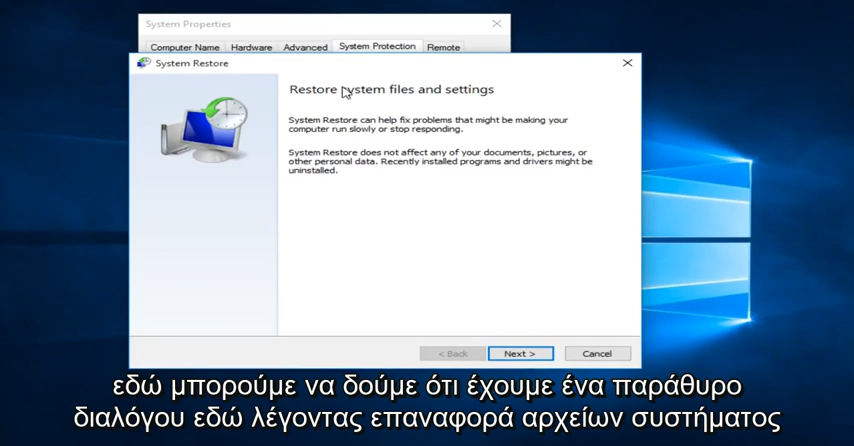 System Properties
Computer Name Hardware Advanced System Protection Remote
System Restore
Restore system files and settings
System Restore can help fix problems that might be making your
computer run slowly or stop responding.
System Restore does not affect any of your documents, pictures, or
other personal data. Recently installed programs and drivers might be
uninstalled.
< Back Next > Cancel
εδώ μπορούμε να δούμε ότι έχουμε ένα παράθυρο
διαλόγου εδώ λέγοντας επαναφορά αρχείων συστήματος